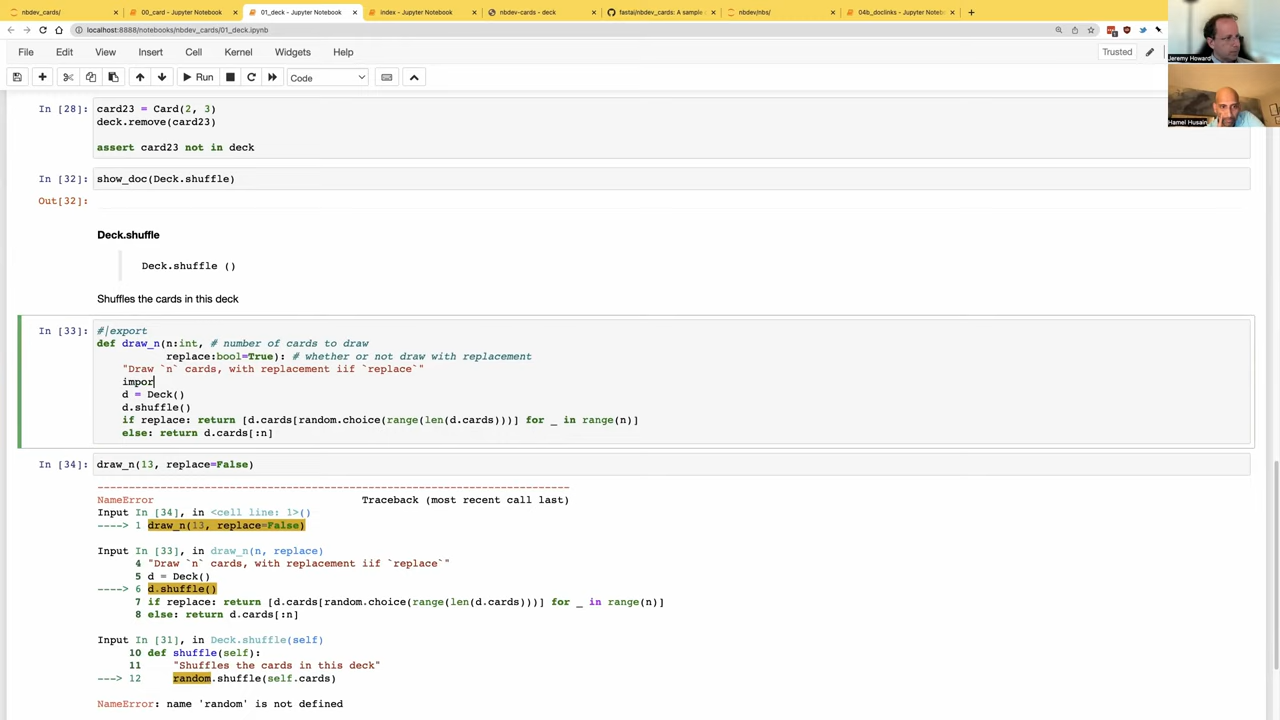 nbdev_cards/
00_card - Jupyter Notebook
01_deck - Jupyter Notebook
index - Jupyter Notebook
nbdev-cards - deck
fastai/nbdev_cards: A sample
nbdev/nbs/
04b_doclinks - Jupyter Notebook
localhost:8888/notebooks/nbdev_cards/01_deck.ipynb
File Edit View Insert Cell Kernel Widgets Help
Trusted
Run
Code
Jeremy Howard
Hamel Husain
In [28]: card23 = Card(2, 3)
deck.remove(card23)
assert card23 not in deck
In [32]: show_doc(Deck.shuffle)
Out[32]:
Deck.shuffle
Deck.shuffle ()
Shuffles the cards in this deck
In [33]: #|export
def draw_n(n:int, # number of cards to draw
replace:bool=True): # whether or not draw with replacement
"Draw `n` cards, with replacement iif `replace`"
impor
d = Deck()
d.shuffle()
if replace: return [d.cards[random.choice(range(len(d.cards)))] for _ in range(n)]
else: return d.cards[:n]
In [34]: draw_n(13, replace=False)
---------------------------------------------------------------------------
NameError Traceback (most recent call last)
Input In [34], in <cell line: 1>()
----> 1 draw_n(13, replace=False)
Input In [33], in draw_n(n, replace)
4 "Draw `n` cards, with replacement iif `replace`"
5 d = Deck()
----> 6 d.shuffle()
7 if replace: return [d.cards[random.choice(range(len(d.cards)))] for _ in range(n)]
8 else: return d.cards[:n]
Input In [31], in Deck.shuffle(self)
10 def shuffle(self):
11 "Shuffles the cards in this deck"
---> 12 random.shuffle(self.cards)
NameError: name 'random' is not defined